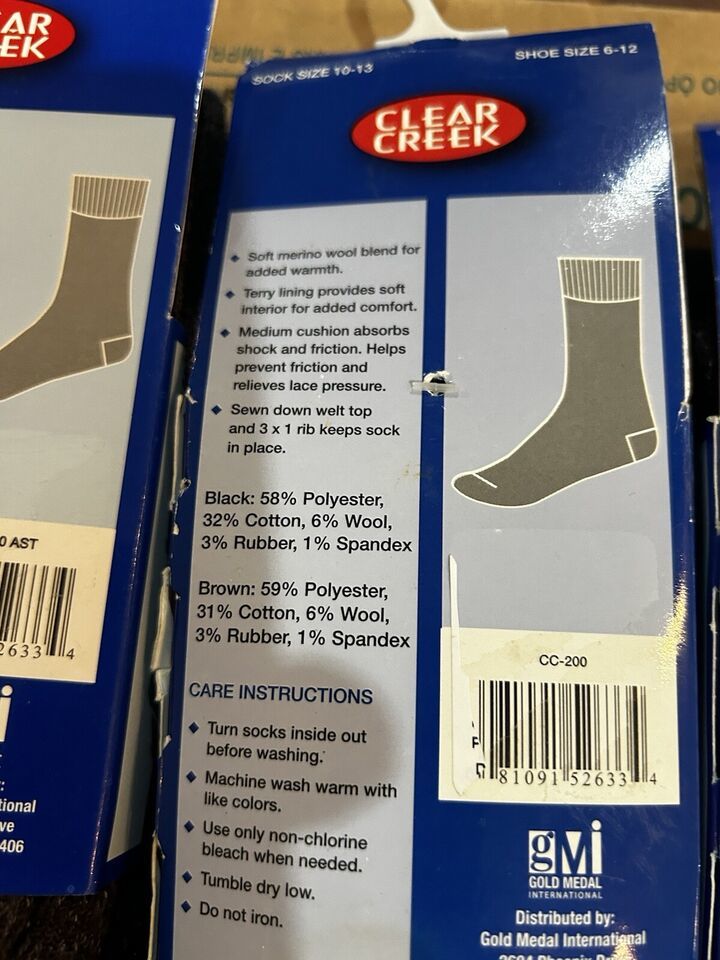 AR
EK
0 AST
2633 4
i
:
tional
ve
406
SOCK SIZE 10-13
SHOE SIZE 6-12
CLEAR
CREEK
◆ Soft merino wool blend for
added warmth.
◆ Terry lining provides soft
interior for added comfort.
◆ Medium cushion absorbs
shock and friction. Helps
prevent friction and
relieves lace pressure.
◆ Sewn down welt top
and 3 x 1 rib keeps sock
in place.
Black: 58% Polyester,
32% Cotton, 6% Wool,
3% Rubber, 1% Spandex
Brown: 59% Polyester,
31% Cotton, 6% Wool,
3% Rubber, 1% Spandex
CARE INSTRUCTIONS
◆ Turn socks inside out
before washing.
◆ Machine wash warm with
like colors.
◆ Use only non-chlorine
bleach when needed.
◆ Tumble dry low.
◆ Do not iron.
CC-200
81091 52633 4
gMi
GOLD MEDAL
INTERNATIONAL
Distributed by:
Gold Medal International